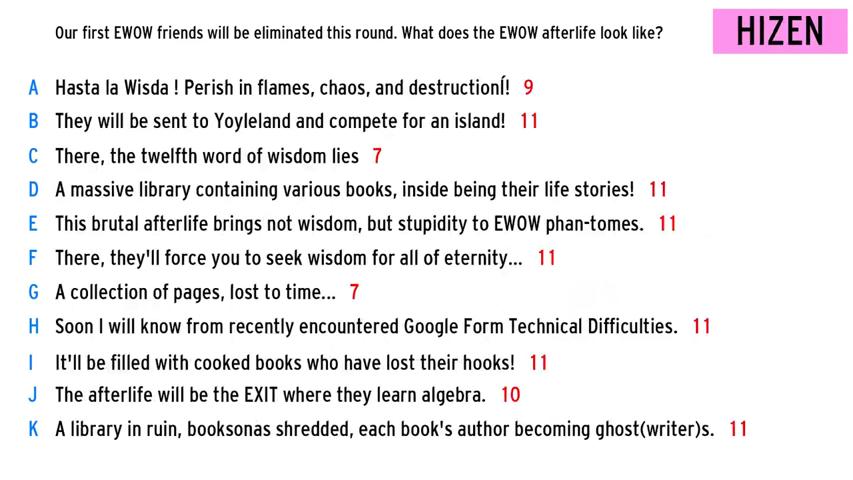 Our first EWOW friends will be eliminated this round. What does the EWOW afterlife look like?
HIZEN
A Hasta la Wisda ! Perish in flames, chaos, and destructionÍ! 9
B They will be sent to Yoyleland and compete for an island! 11
C There, the twelfth word of wisdom lies 7
D A massive library containing various books, inside being their life stories! 11
E This brutal afterlife brings not wisdom, but stupidity to EWOW phan-tomes. 11
F There, they'll force you to seek wisdom for all of eternity... 11
G A collection of pages, lost to time... 7
H Soon I will know from recently encountered Google Form Technical Difficulties. 11
I It'll be filled with cooked books who have lost their hooks! 11
J The afterlife will be the EXIT where they learn algebra. 10
K A library in ruin, booksonas shredded, each book's author becoming ghost(writer)s. 11